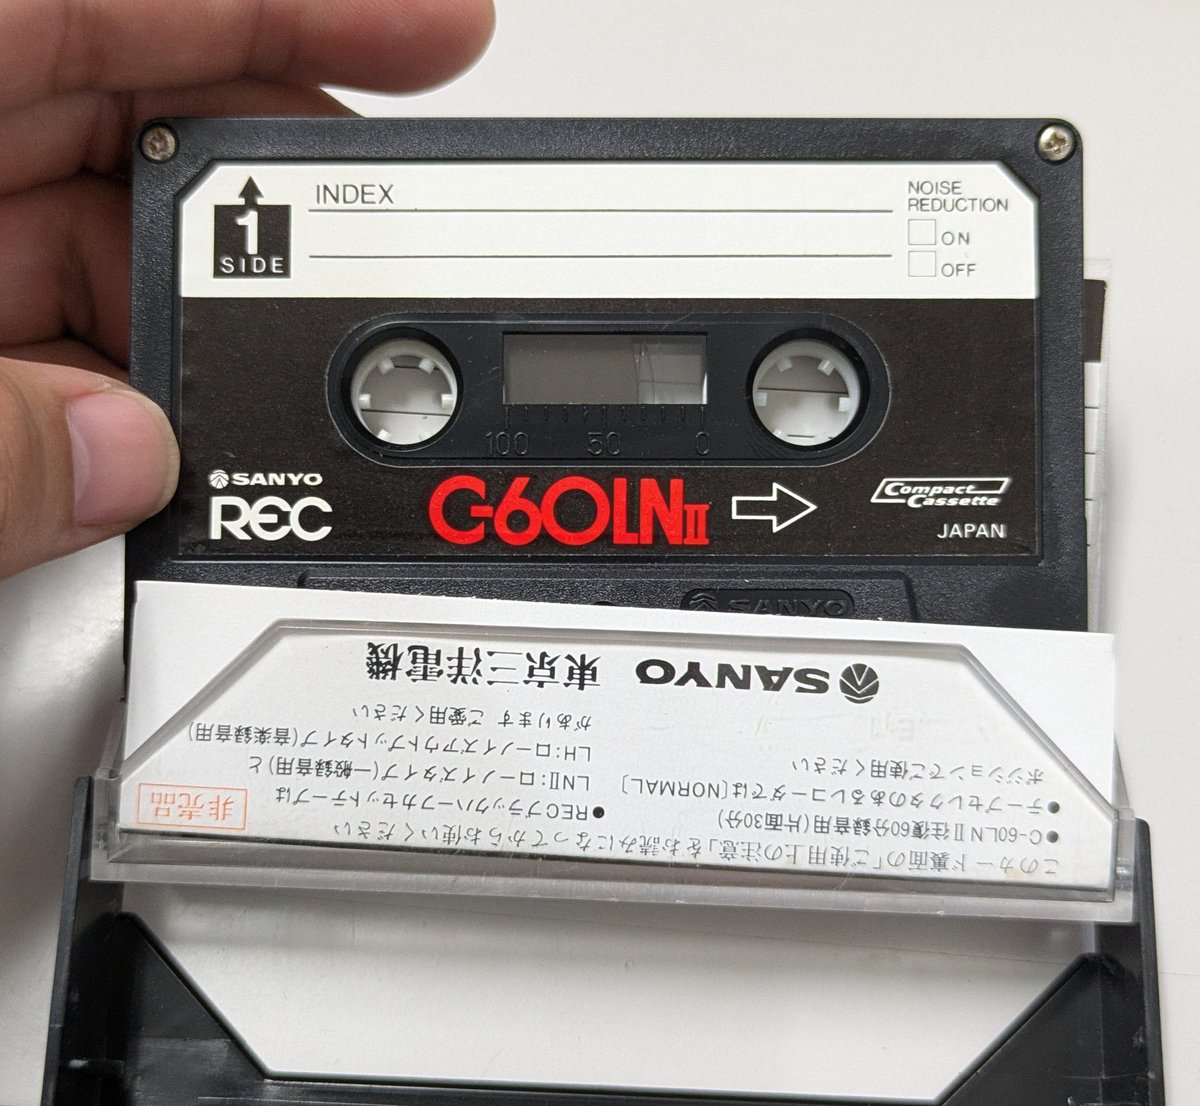 INDEX
1
SIDE
NOISE
REDUCTION
ON
OFF
100 50 0
SANYO
REC
C-60LNII
Compact
Cassette
JAPAN
SANYO
このカード裏面の「ご使用上の注意」をお読みになってからお使いください
●C-60LNⅡ往復60分録音用(片面30分)
●テープセレクタのあるレコーダでは〔NORMAL〕
ポジションでご使用ください
●RECブラックハーフカセットテープは
LNⅡ:ローノイズタイプ(一般録音用)と
LH:ローノイズアウトプットタイプ(音楽録音用)
があります ご愛用ください
非売品
SANYO 東京三洋電機